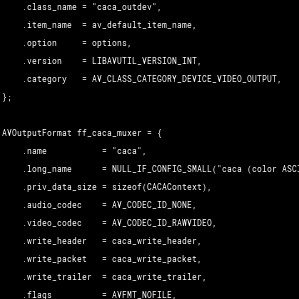 .class_name = "caca_outdev",
    .item_name  = av_default_item_name,
    .option     = options,
    .version    = LIBAVUTIL_VERSION_INT,
    .category   = AV_CLASS_CATEGORY_DEVICE_VIDEO_OUTPUT,
};

AVOutputFormat ff_caca_muxer = {
    .name           = "caca",
    .long_name      = NULL_IF_CONFIG_SMALL("caca (color ASCI
    .priv_data_size = sizeof(CACAContext),
    .audio_codec    = AV_CODEC_ID_NONE,
    .video_codec    = AV_CODEC_ID_RAWVIDEO,
    .write_header   = caca_write_header,
    .write_packet   = caca_write_packet,
    .write_trailer  = caca_write_trailer,
    .flags          = AVFMT_NOFILE,